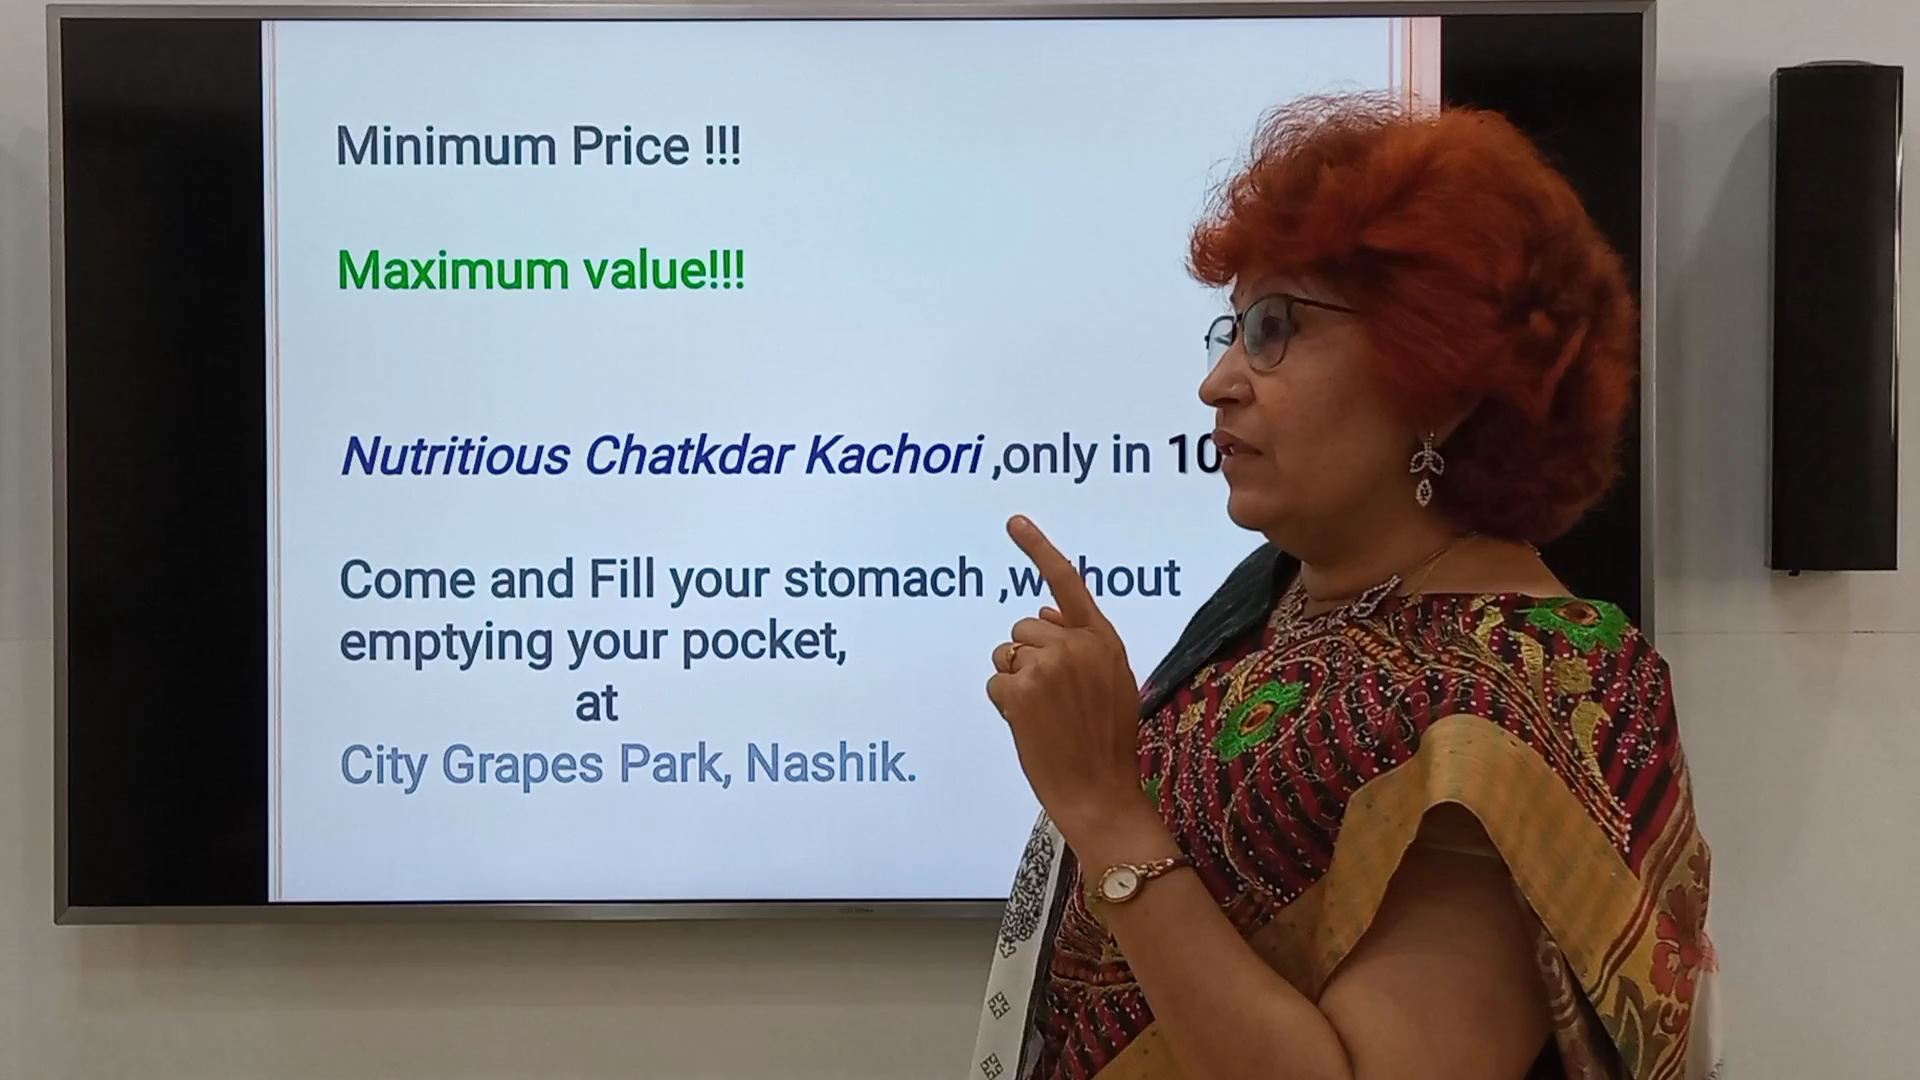 Minimum Price !!!
Maximum value!!!
Nutritious Chatkdar Kachori ,only in 10
Come and Fill your stomach ,without
emptying your pocket,
at
City Grapes Park, Nashik.